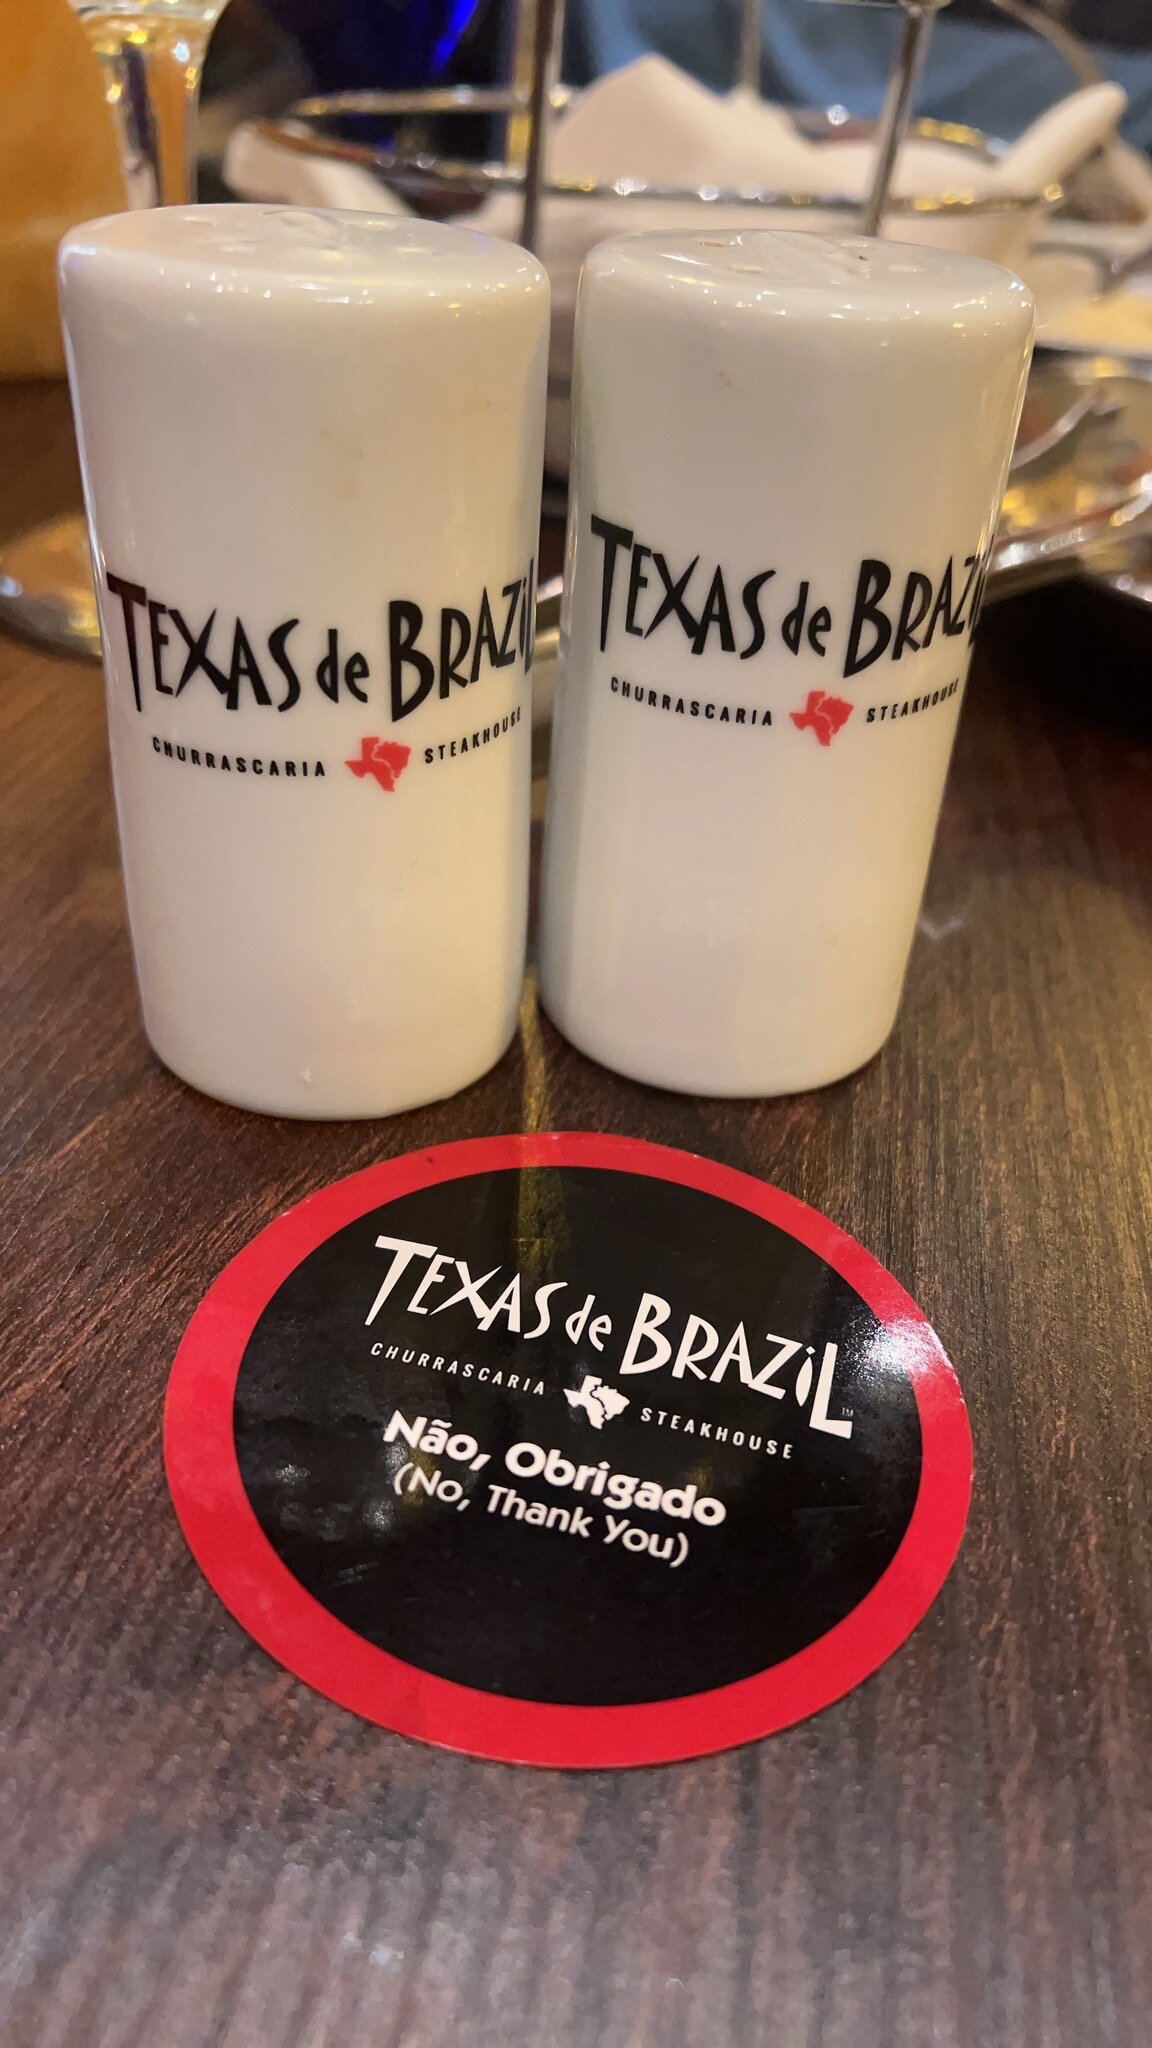 TEXAS de BRAZiL
CHURRASCARIA STEAKHOUSE
TEXAS de BRAZiL
CHURRASCARIA STEAKHOUSE
TEXAS de BRAZiL™
CHURRASCARIA STEAKHOUSE
Não, Obrigado
(No, Thank You)